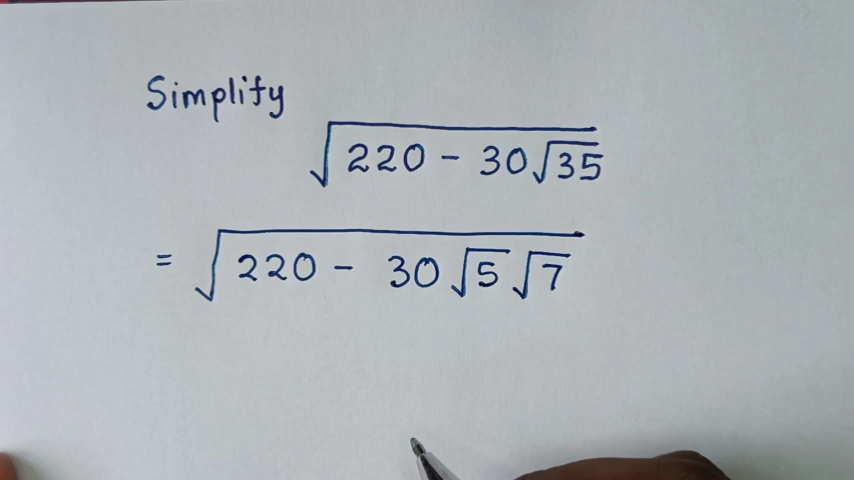 Simplify
√(220 - 30√35)
= √(220 - 30√5 √7)